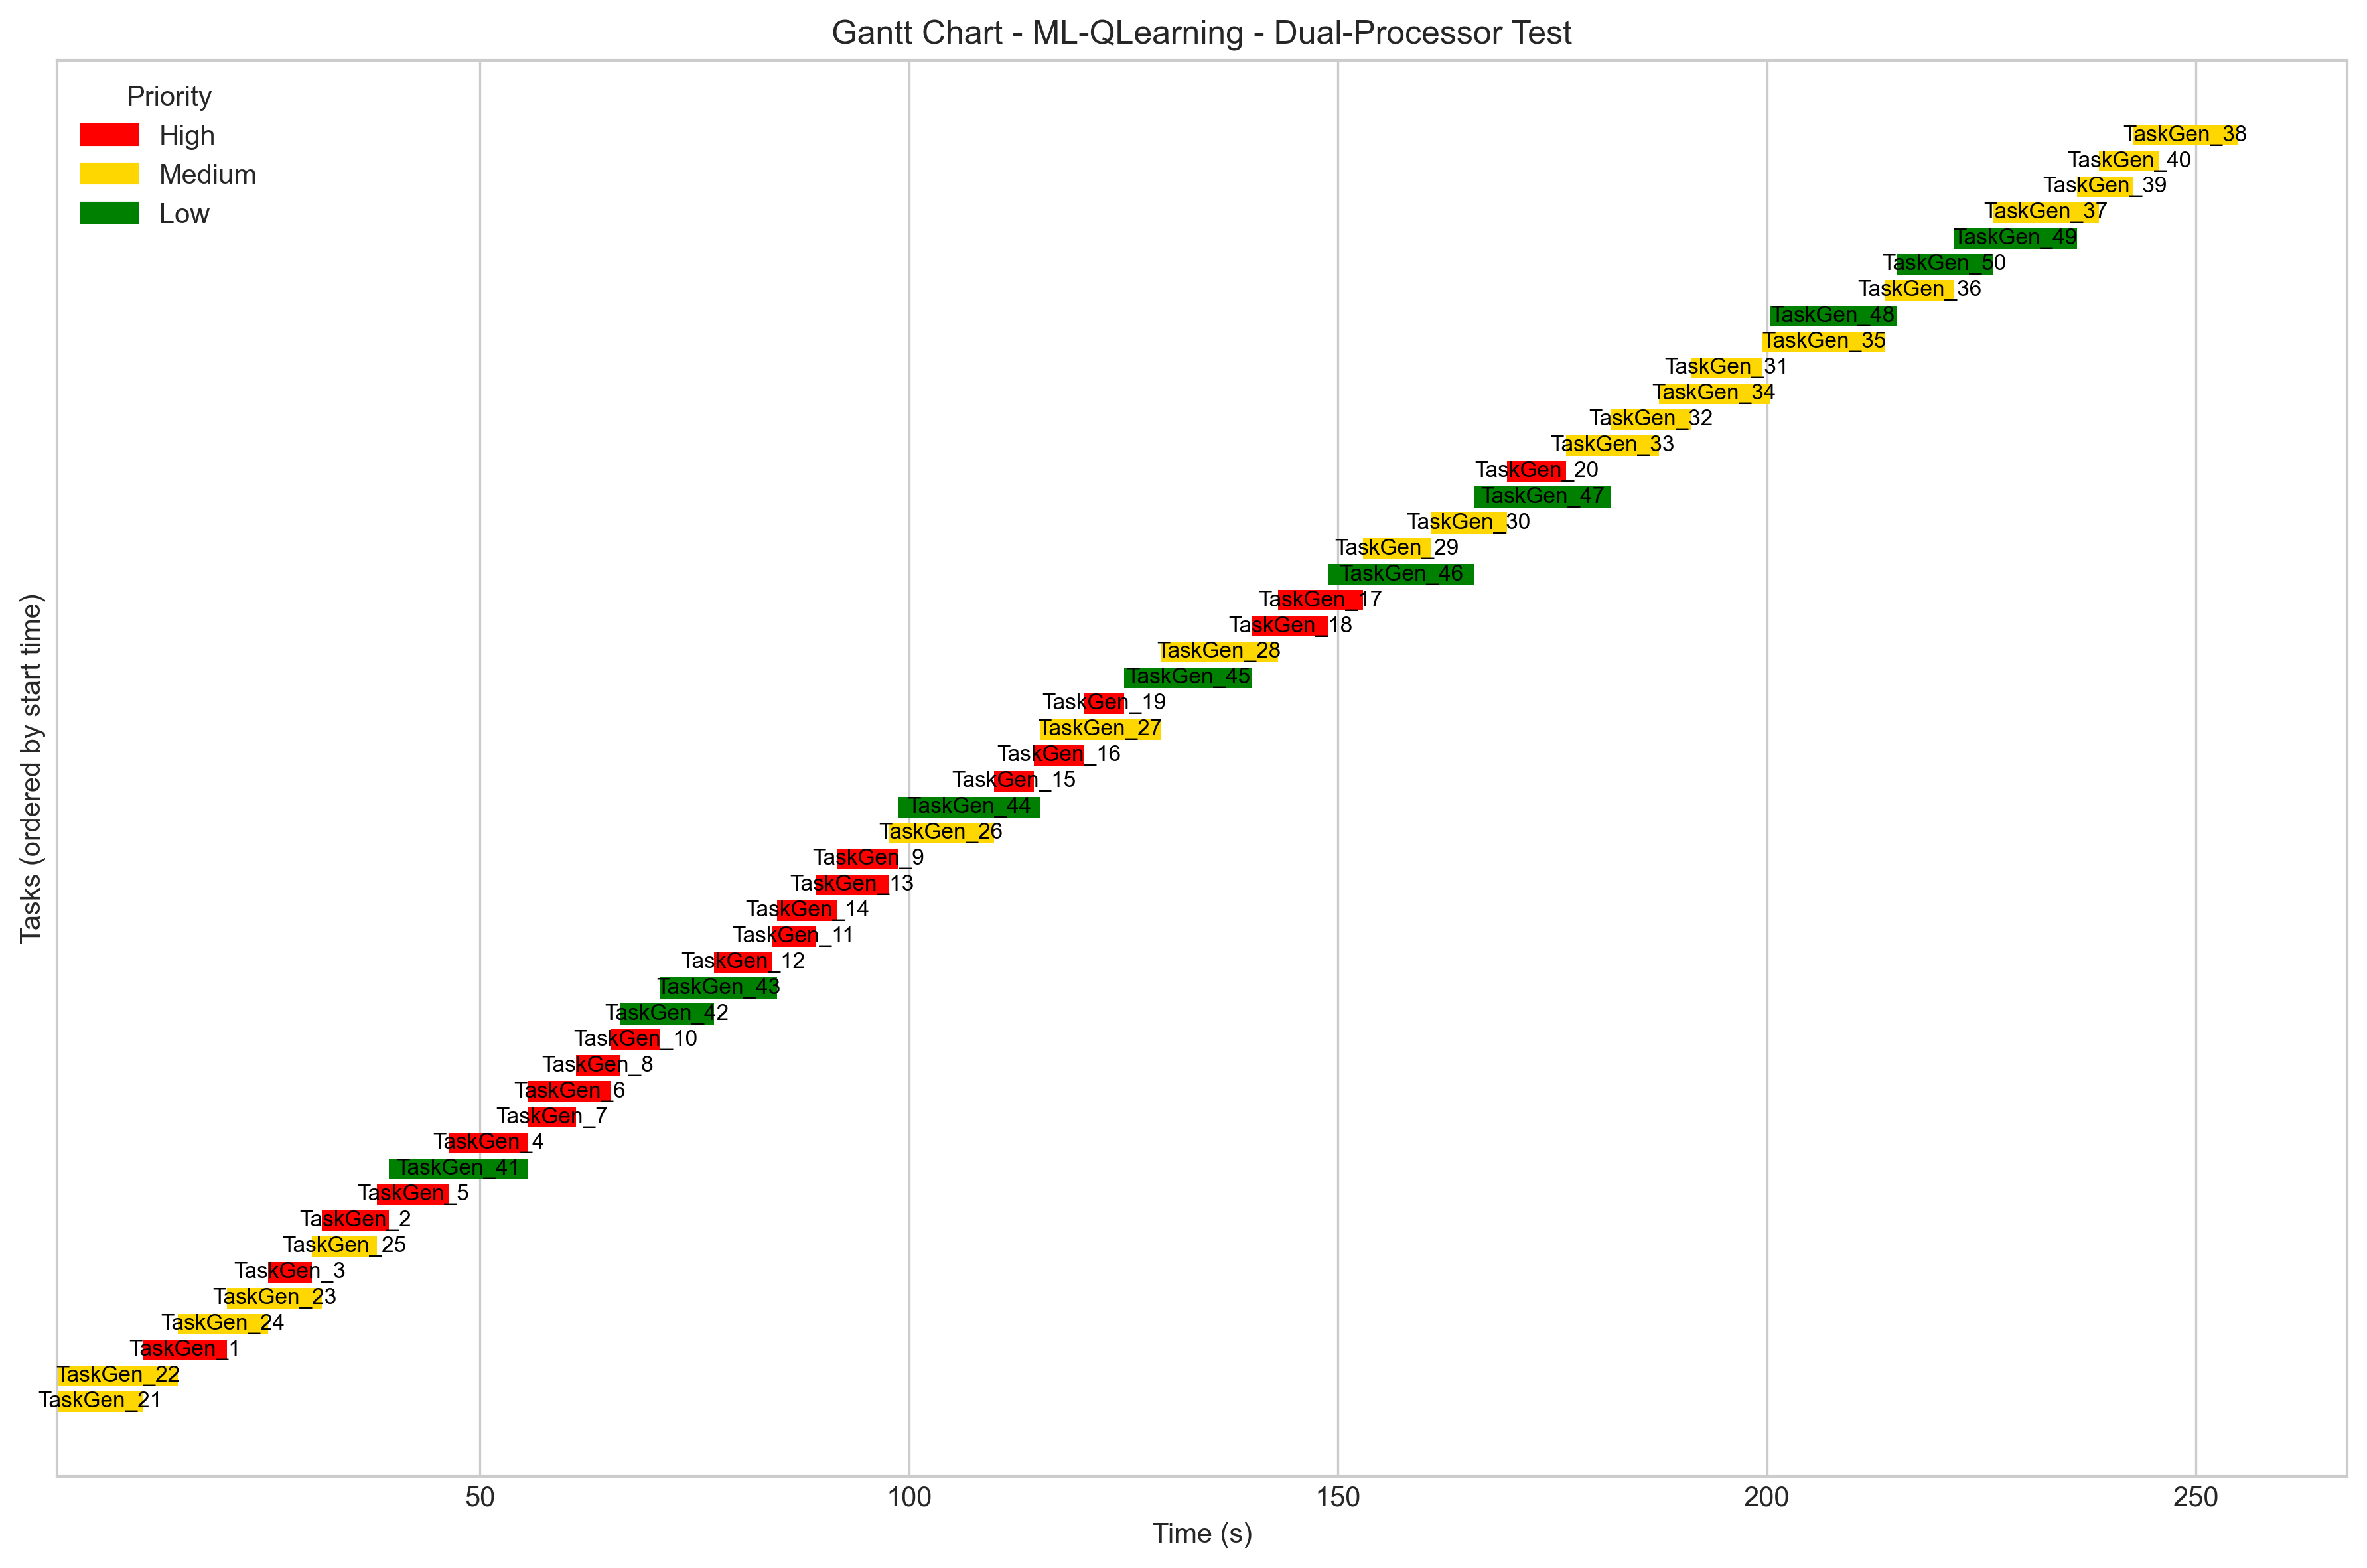 Gantt Chart - ML-QLearning - Dual-Processor Test
Priority
High
Medium
Low
TaskGen_38
TaskGen_40
TaskGen_39
TaskGen_37
TaskGen_49
TaskGen_50
TaskGen_36
TaskGen_48
TaskGen_35
TaskGen_31
TaskGen_34
TaskGen_32
TaskGen_33
TaskGen_20
TaskGen_47
TaskGen_30
TaskGen_29
TaskGen_46
TaskGen_17
TaskGen_18
TaskGen_28
TaskGen_45
TaskGen_19
TaskGen_27
TaskGen_16
TaskGen_15
TaskGen_44
TaskGen_26
TaskGen_9
TaskGen_13
TaskGen_14
TaskGen_11
TaskGen_12
TaskGen_43
TaskGen_42
TaskGen_10
TaskGen_8
TaskGen_6
TaskGen_7
TaskGen_4
TaskGen_41
TaskGen_5
TaskGen_2
TaskGen_25
TaskGen_3
TaskGen_23
TaskGen_24
TaskGen_1
TaskGen_22
TaskGen_21
Tasks (ordered by start time)
50 100 150 200 250
Time (s)